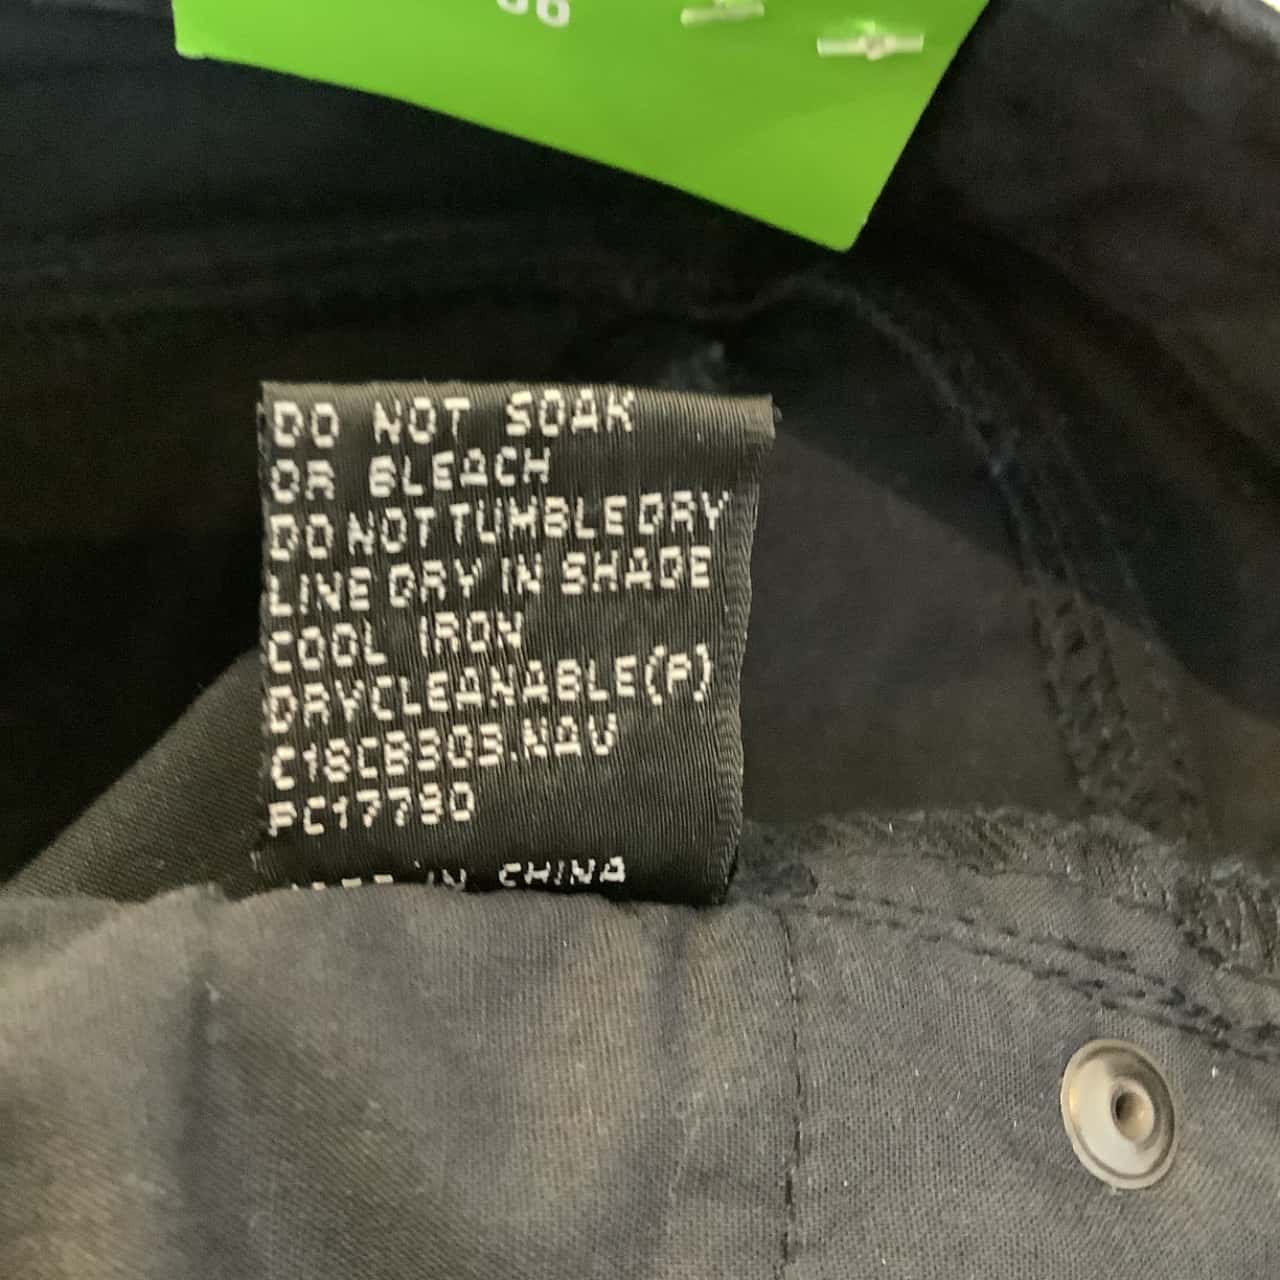 DO NOT SOAK
OR BLEACH
DO NOT TUMBLE DRY
LINE DRY IN SHADE
COOL IRON
DRYCLEANABLE(P)
C18CB303.NAV
PC17790
IN CHINA